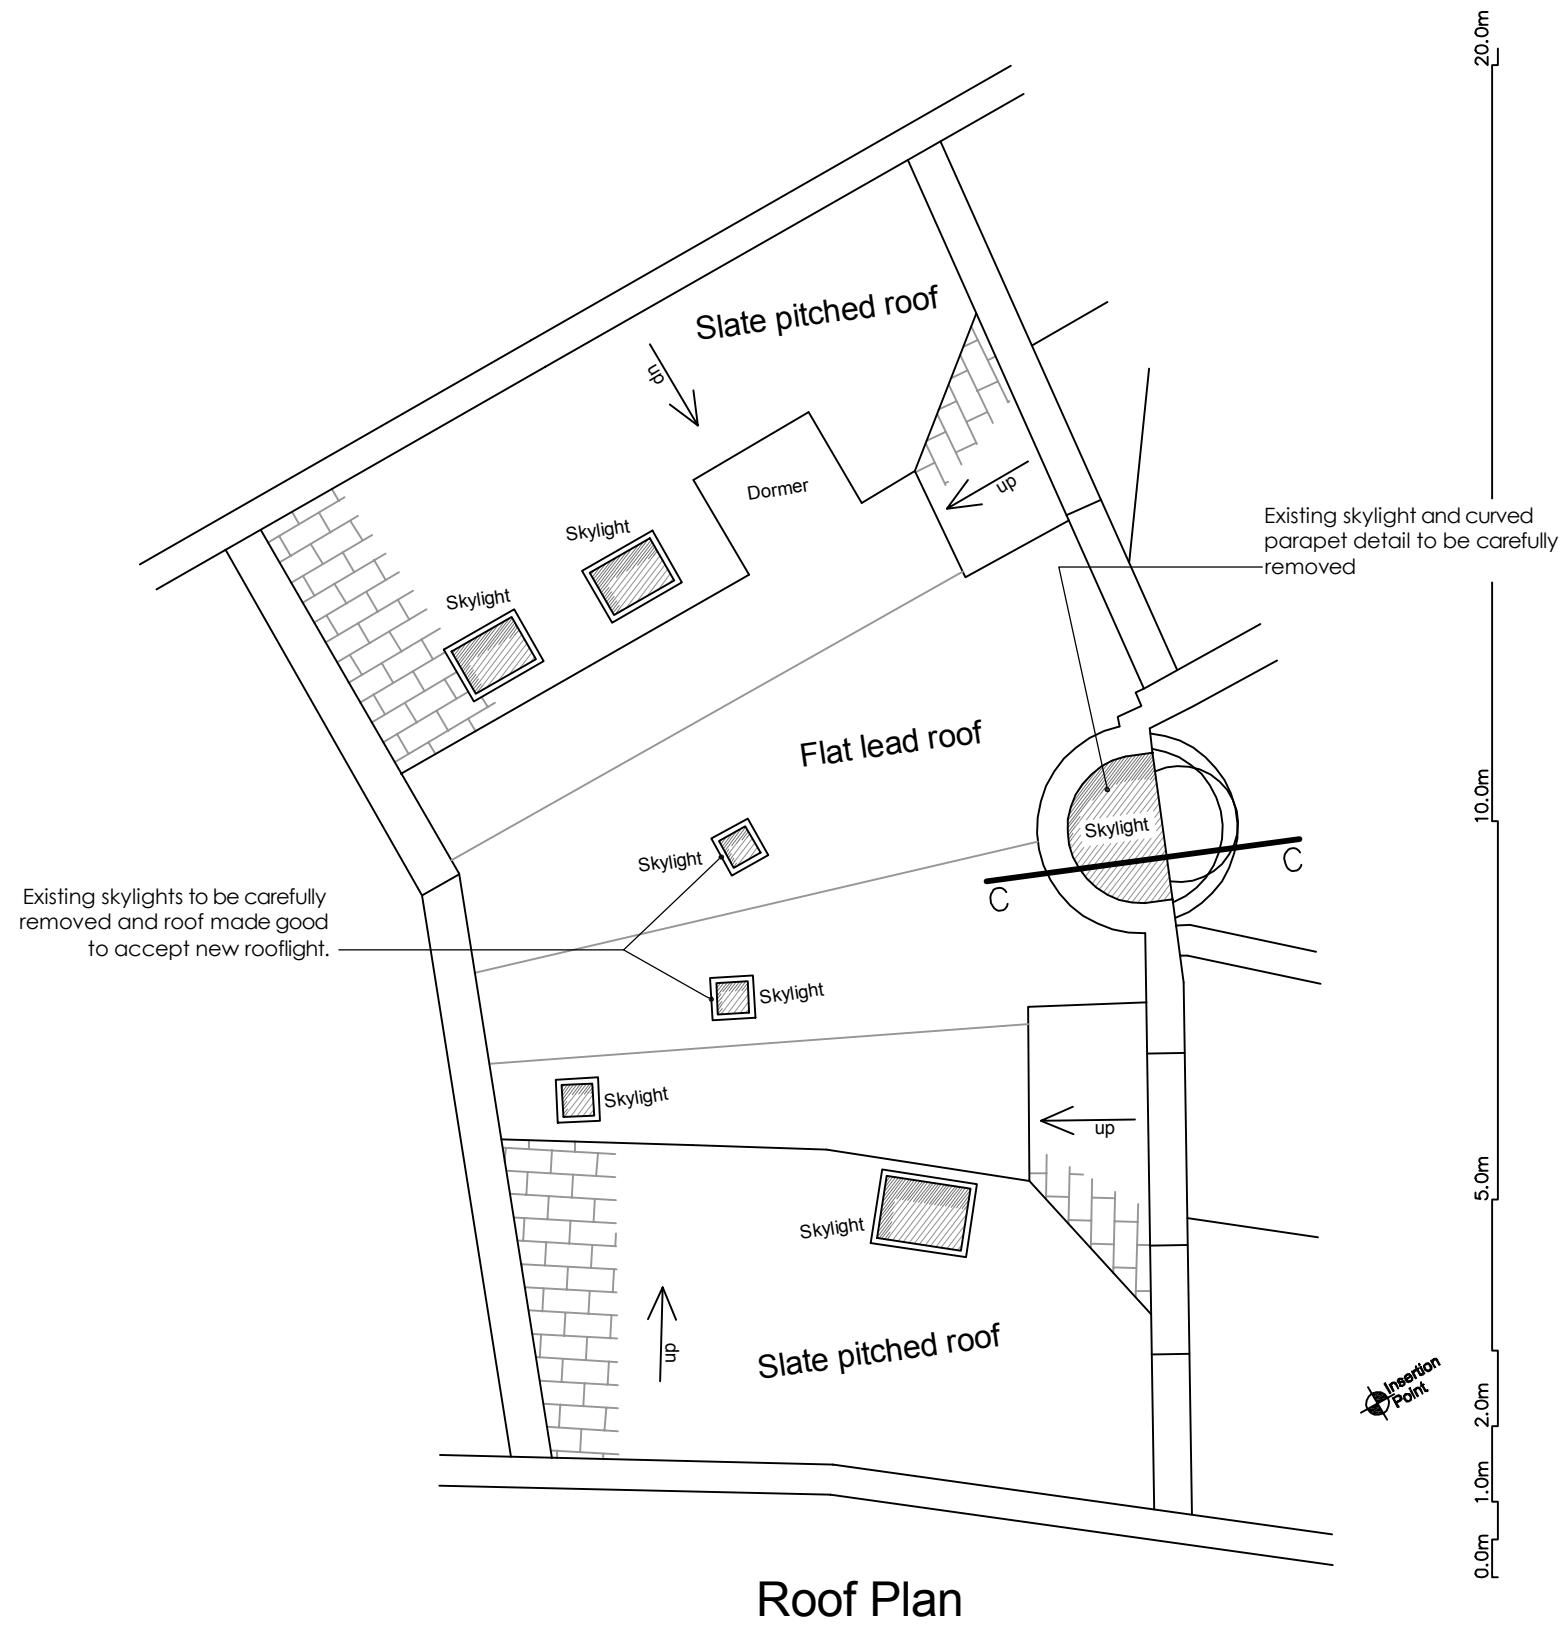 20.0m
Slate pitched roof
up
Dormer
up
Skylight
Skylight
Existing skylight and curved
parapet detail to be carefully
removed
Flat lead roof
10.0m
Skylight
Skylight
C
C
Existing skylights to be carefully
removed and roof made good
to accept new rooflight.
Skylight
Skylight
up
5.0m
Skylight
up
Slate pitched roof
Insertion
Point
2.0m
1.0m
0.0m
Roof Plan